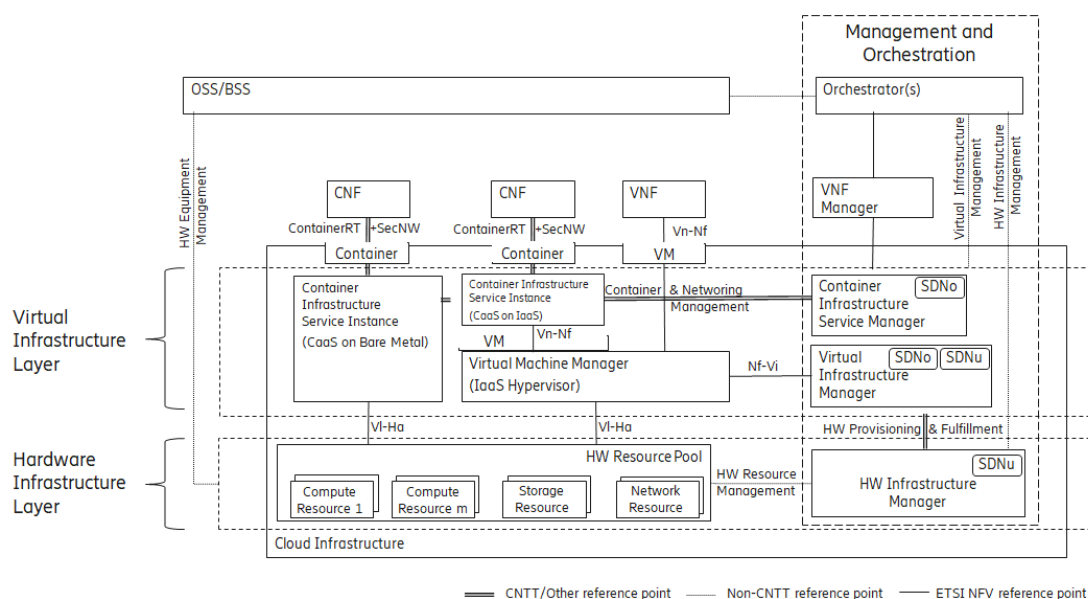 Management and
Orchestration
OSS/BSS
Orchestrator(s)
HW Equipment
Management
Virtual Infrastructure
Management
HW Infrastructure
Management
CNF
CNF
VNF
VNF
Manager
ContainerRT
+SecNW
ContainerRT
+SecNW
Vn-Nf
Container
Container
VM
Virtual
Infrastructure
Layer
Container
Infrastructure
Service Instance
(CaaS on Bare Metal)
Container Infrastructure
Service Instance
(CaaS on IaaS)
Container & Networing
Management
Container
Infrastructure
Service Manager
SDNo
VM
Vn-Nf
Virtual Machine Manager
(IaaS Hypervisor)
Nf-Vi
Virtual
Infrastructure
Manager
SDNo
SDNu
Vl-Ha
Vl-Ha
HW Provisioning & Fulfillment
Hardware
Infrastructure
Layer
HW Resource Pool
Compute
Resource 1
Compute
Resource m
Storage
Resource
Network
Resource
HW Resource
Management
SDNu
HW Infrastructure
Manager
Cloud Infrastructure
CNTT/Other reference point
Non-CNTT reference point
ETSI NFV reference point